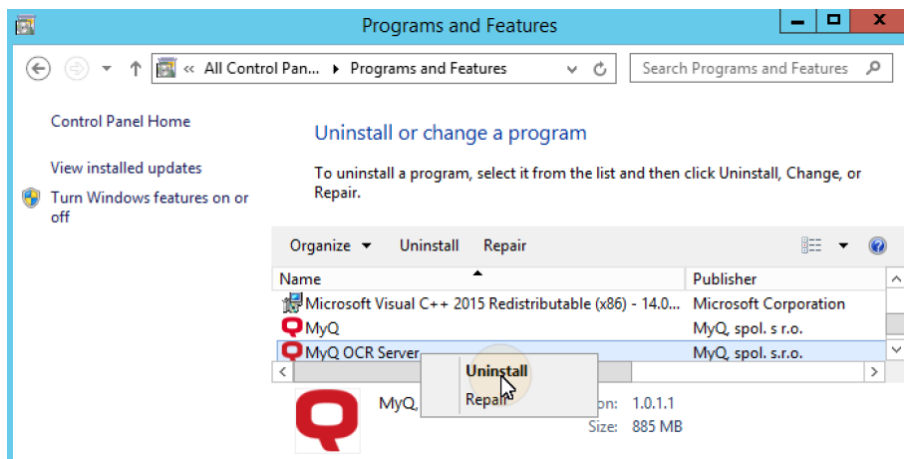 Programs and Features
« All Control Pan... Programs and Features
Search Programs and Features
Control Panel Home
View installed updates
Turn Windows features on or
off
Uninstall or change a program
To uninstall a program, select it from the list and then click Uninstall, Change, or
Repair.
Organize Uninstall Repair
Name Publisher
Microsoft Visual C++ 2015 Redistributable (x86) - 14.0... Microsoft Corporation
MyQ MyQ, spol. s r.o.
MyQ OCR Server MyQ, spol. s.r.o.
Uninstall
Repair
MyQ, on: 1.0.1.1
Size: 885 MB